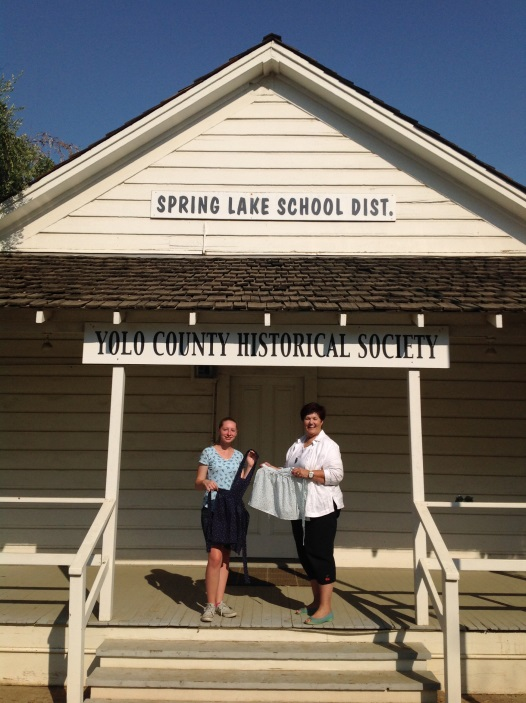 SPRING LAKE SCHOOL DIST.
YOLO COUNTY HISTORICAL SOCIETY